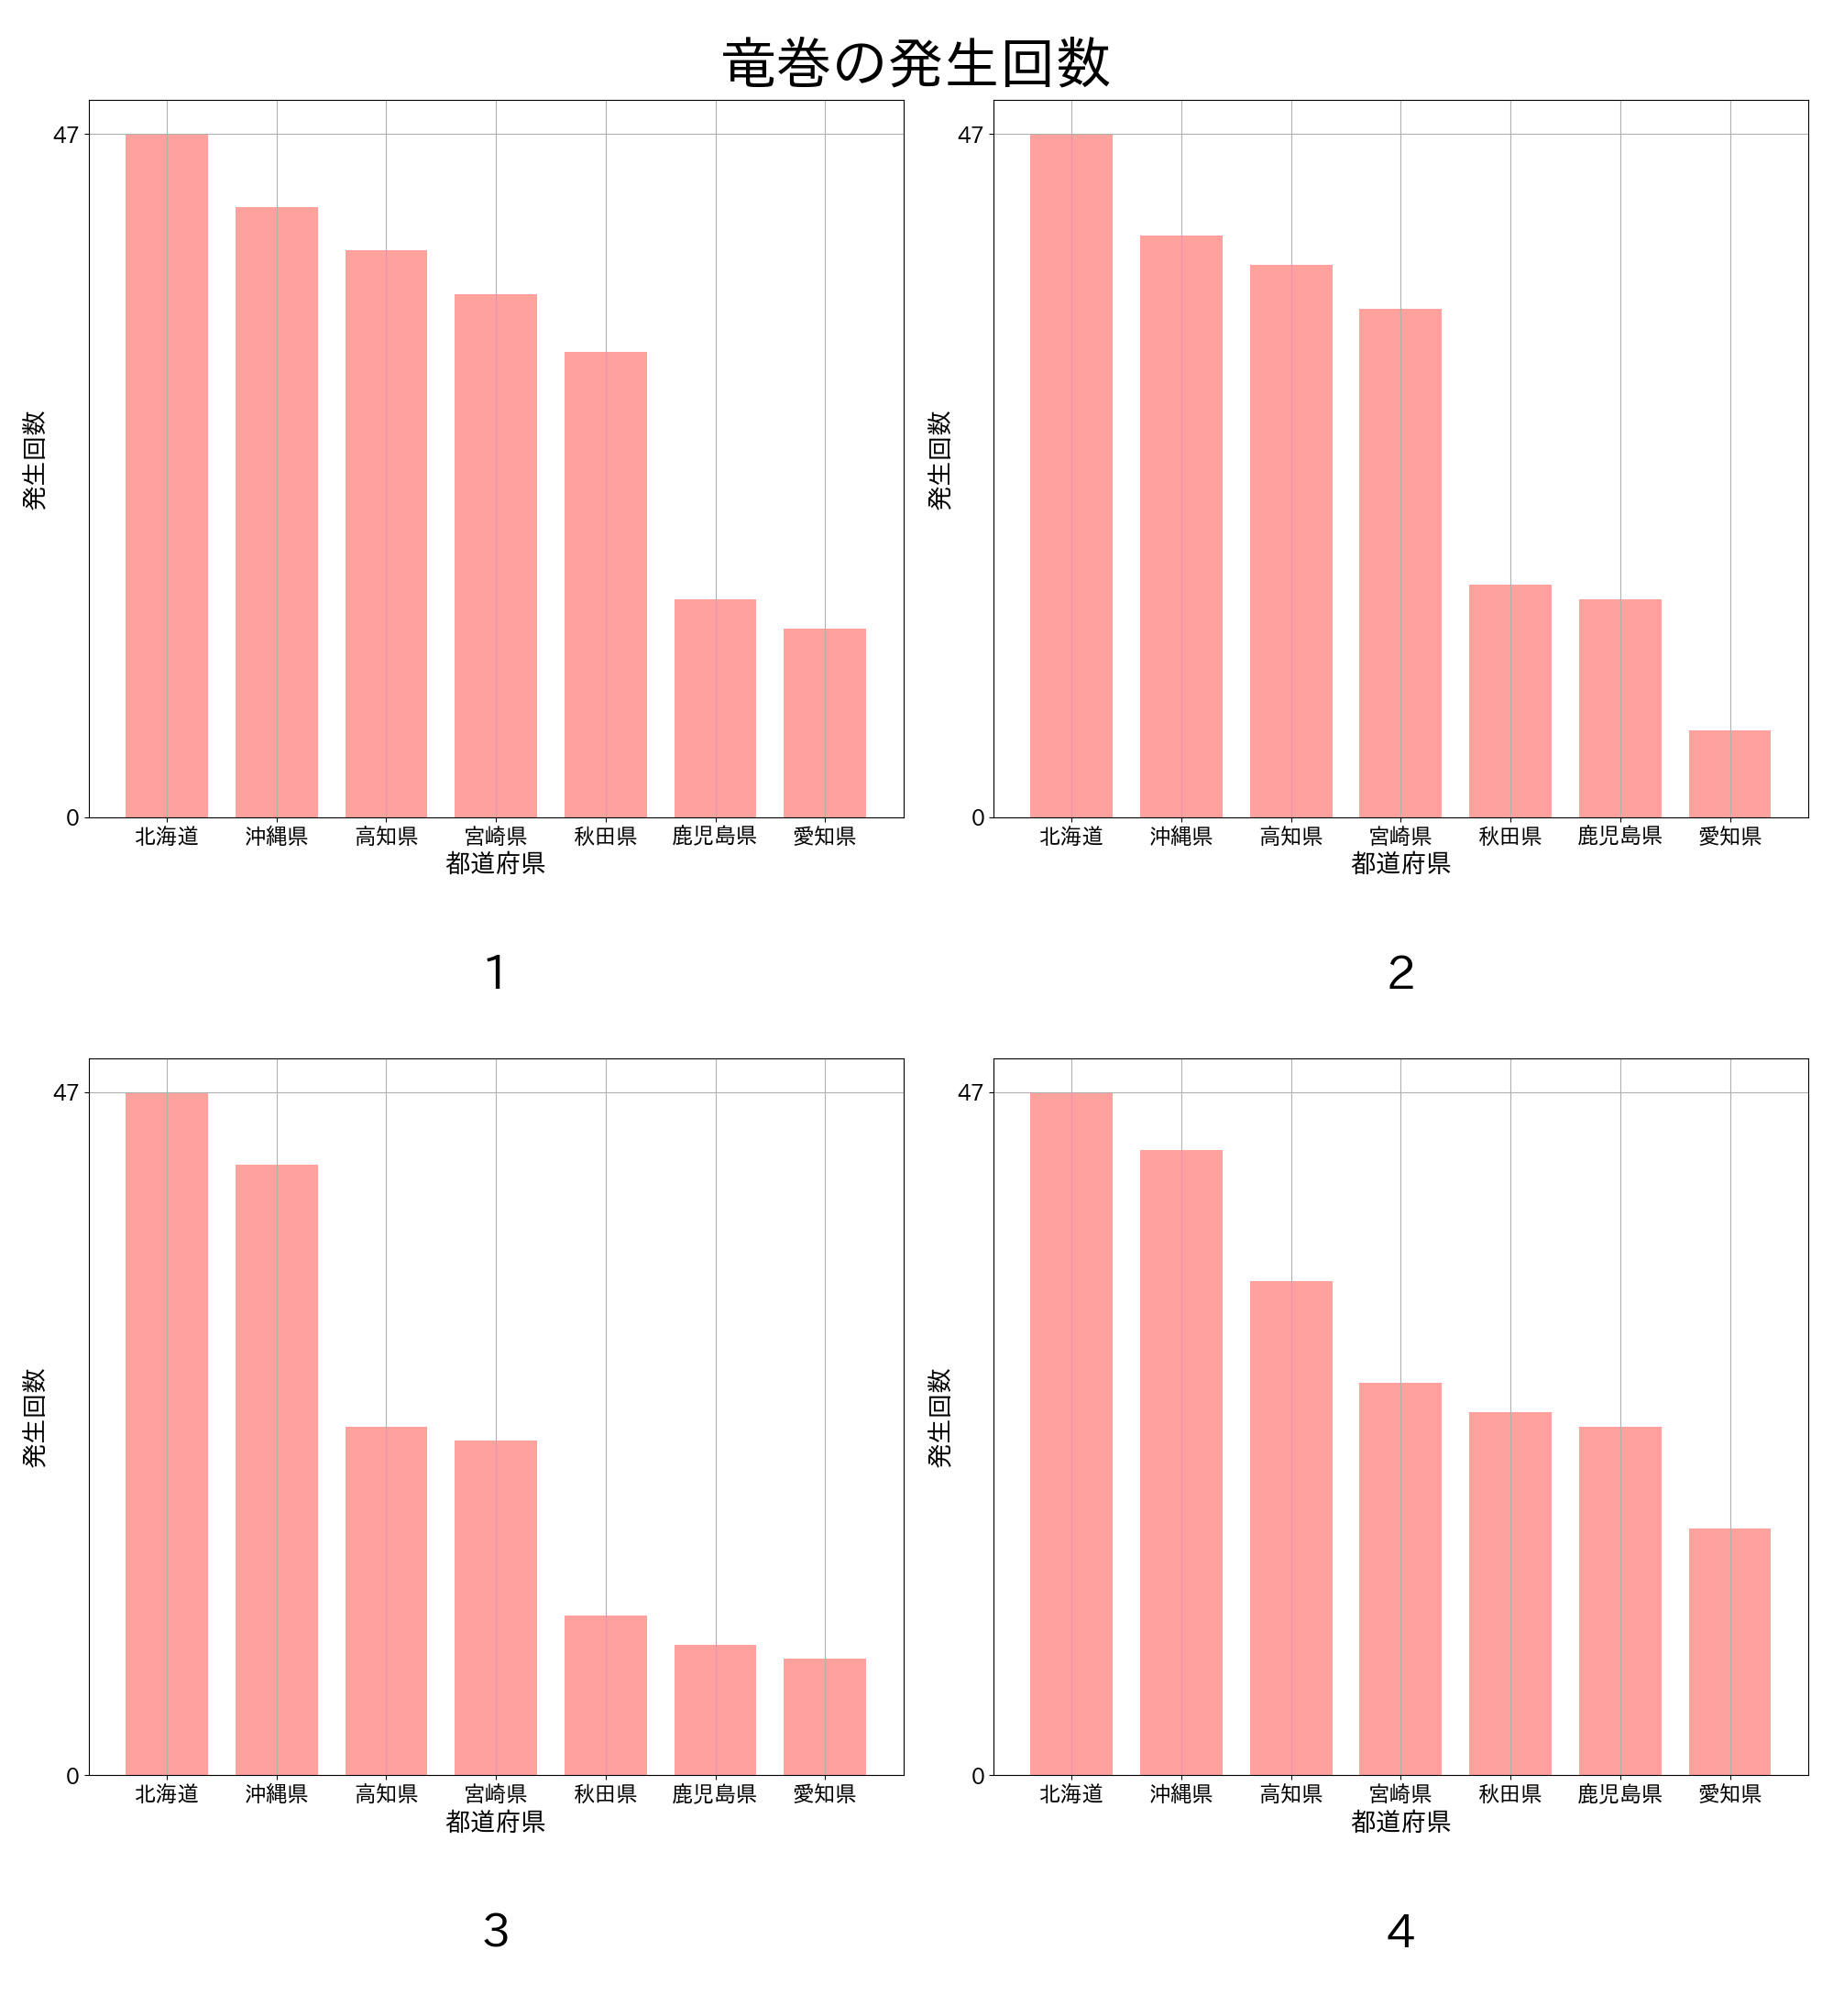 竜巻の発生回数
47
0
発生回数
北海道 沖縄県 高知県 宮崎県 秋田県 鹿児島県 愛知県
都道府県
1
47
0
発生回数
北海道 沖縄県 高知県 宮崎県 秋田県 鹿児島県 愛知県
都道府県
2
47
0
発生回数
北海道 沖縄県 高知県 宮崎県 秋田県 鹿児島県 愛知県
都道府県
3
47
0
発生回数
北海道 沖縄県 高知県 宮崎県 秋田県 鹿児島県 愛知県
都道府県
4